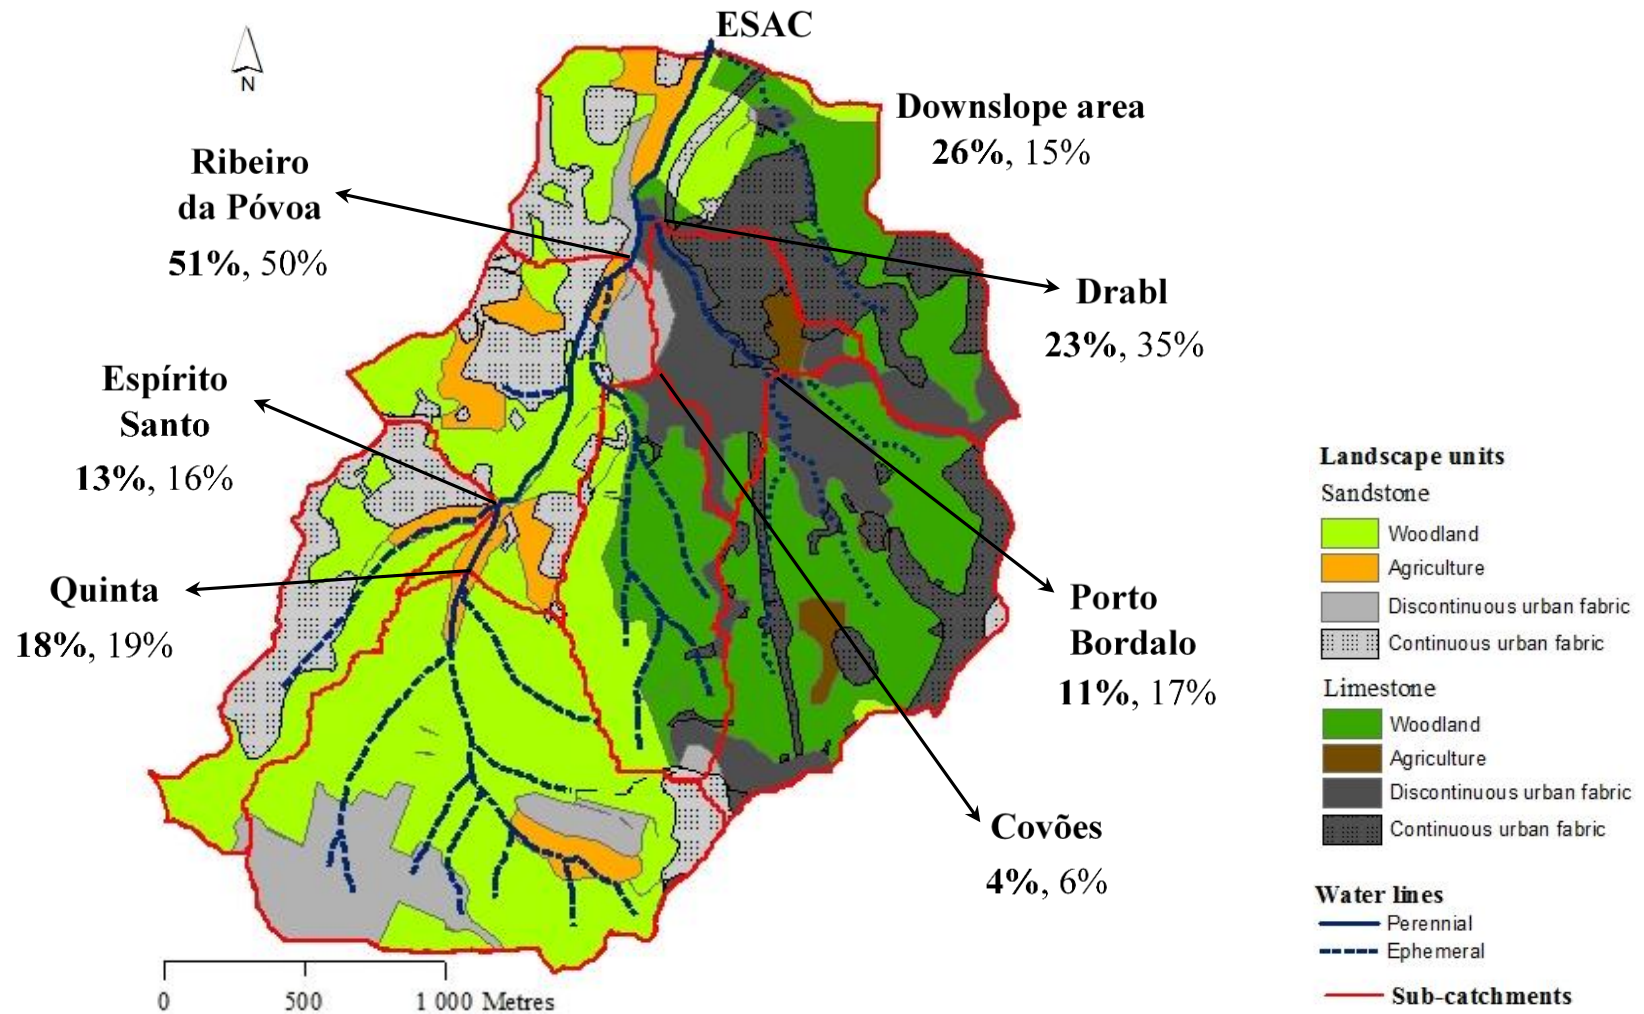 ESAC
N
Downslope area
26%, 15%
Ribeiro
da Póvoa
51%, 50%
Drabl
23%, 35%
Espírito
Santo
13%, 16%
Quinta
18%, 19%
Porto
Bordalo
11%, 17%
Covões
4%, 6%
0 500 1 000 Metres
Landscape units
Sandstone
Woodland
Agriculture
Discontinuous urban fabric
Continuous urban fabric
Limestone
Woodland
Agriculture
Discontinuous urban fabric
Continuous urban fabric
Water lines
Perennial
Ephemeral
Sub-catchments